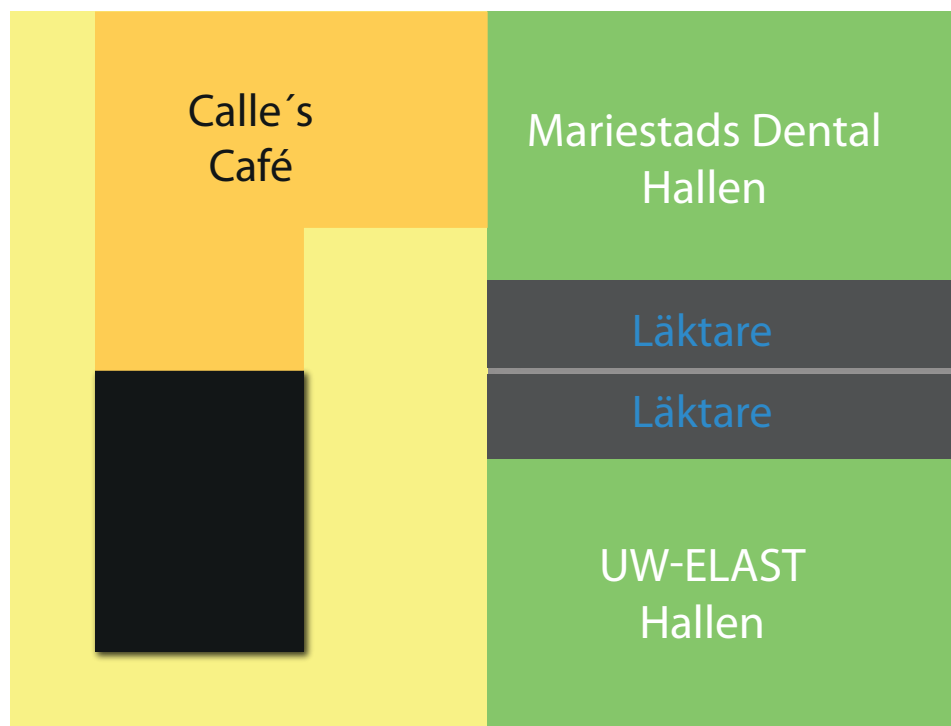 Calle´s
Café
Mariestads Dental
Hallen
Läktare
Läktare
UW-ELAST
Hallen